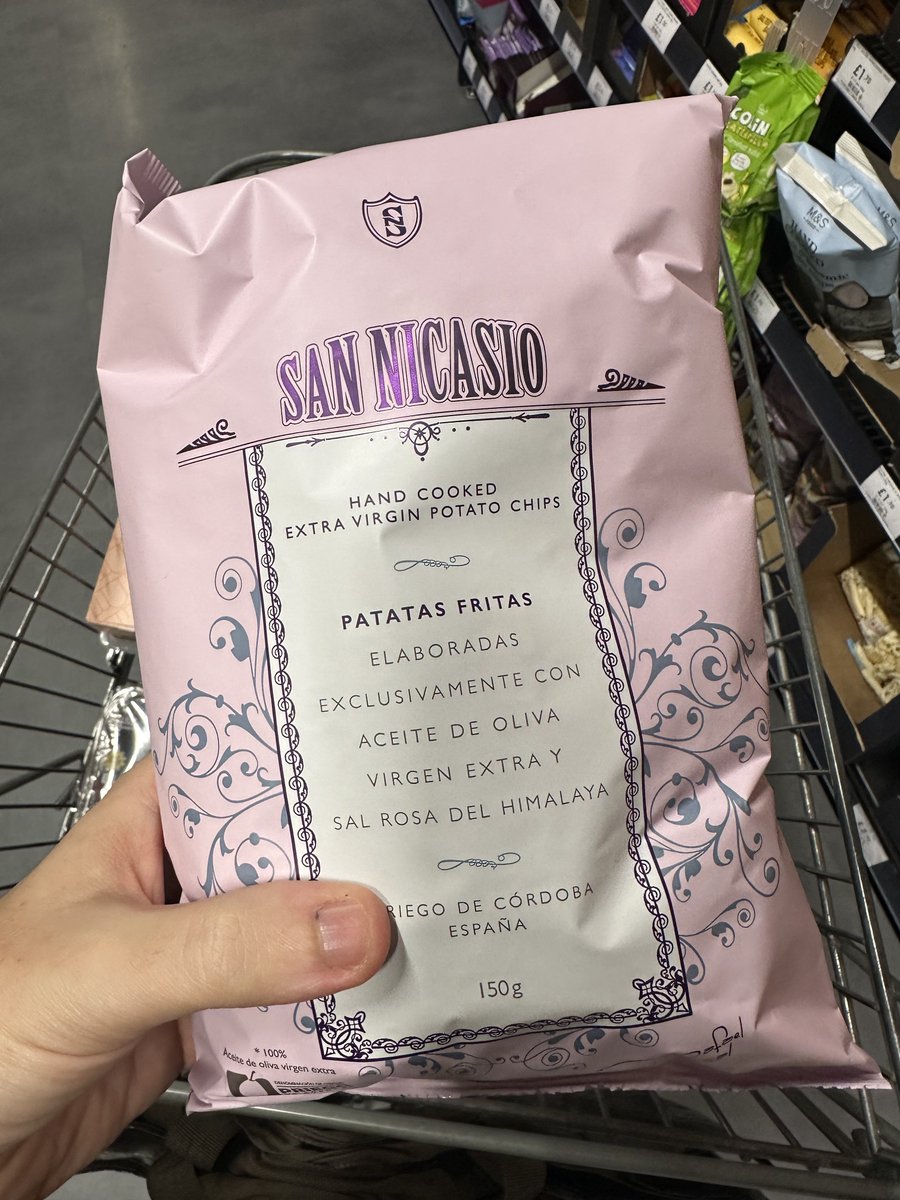 SAN NICASIO
HAND COOKED
EXTRA VIRGIN POTATO CHIPS
PATATAS FRITAS
ELABORADAS
EXCLUSIVAMENTE CON
ACEITE DE OLIVA
VIRGEN EXTRA Y
SAL ROSA DEL HIMALAYA
DE CÓRDOBA
ESPAÑA
150g
* 100%
Aceite de oliva virgen extra
M&S
HAND